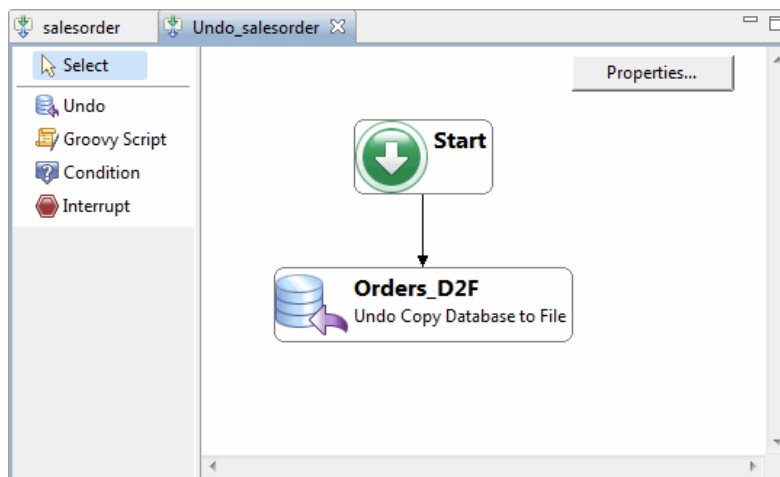 salesorder
Undo_salesorder
Select
Properties...
Undo
Groovy Script
Condition
Interrupt
Start
Orders_D2F
Undo Copy Database to File